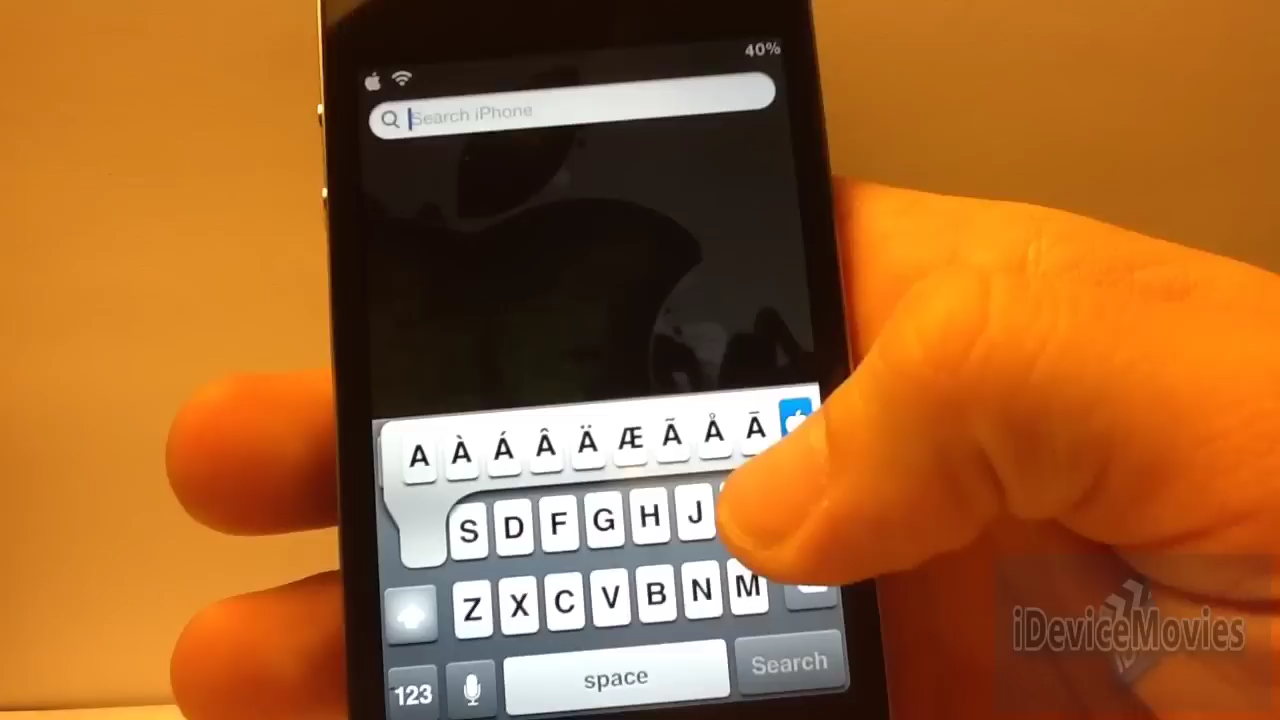 40%
Search iPhone
A À Á Â Ä Æ Ã Å Ā
S D F G H J
Z X C V B N M
123 space Search
iDeviceMovies